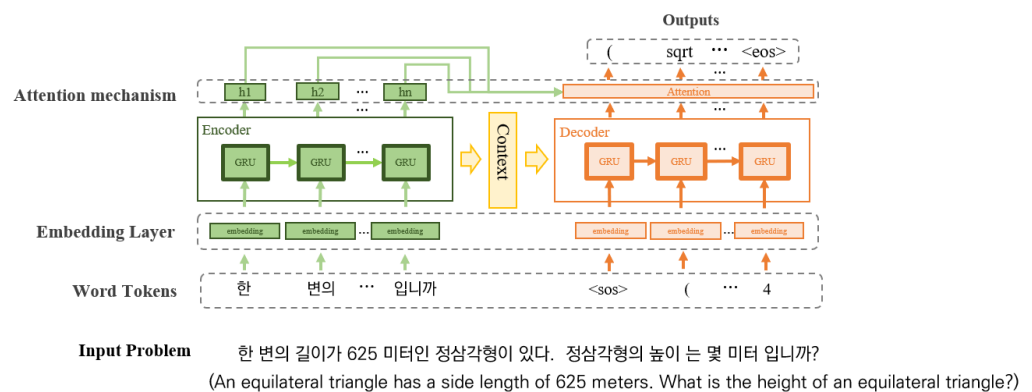 Outputs
( sqrt ... <eos>
Attention mechanism h1 h2 ... hn Attention ...
...
Encoder Context Decoder
... ...
GRU GRU GRU GRU GRU GRU
Embedding Layer embedding embedding ... embedding embedding embedding ... embedding
Word Tokens 한 변의 ... 입니까 <sos> ( ... 4
Input Problem 한 변의 길이가 625 미터인 정삼각형이 있다. 정삼각형의 높이 는 몇 미터 입니까?
(An equilateral triangle has a side length of 625 meters. What is the height of an equilateral triangle?)